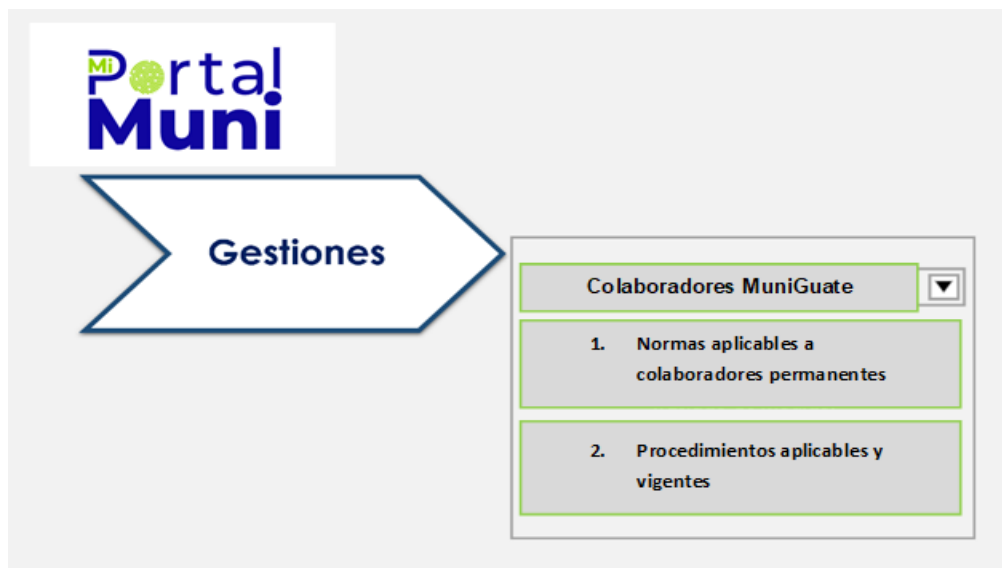 Mi
Portal
Muni
Gestiones
Colaboradores MuniGuate
1. Normas aplicables a
colaboradores permanentes
2. Procedimientos aplicables y
vigentes